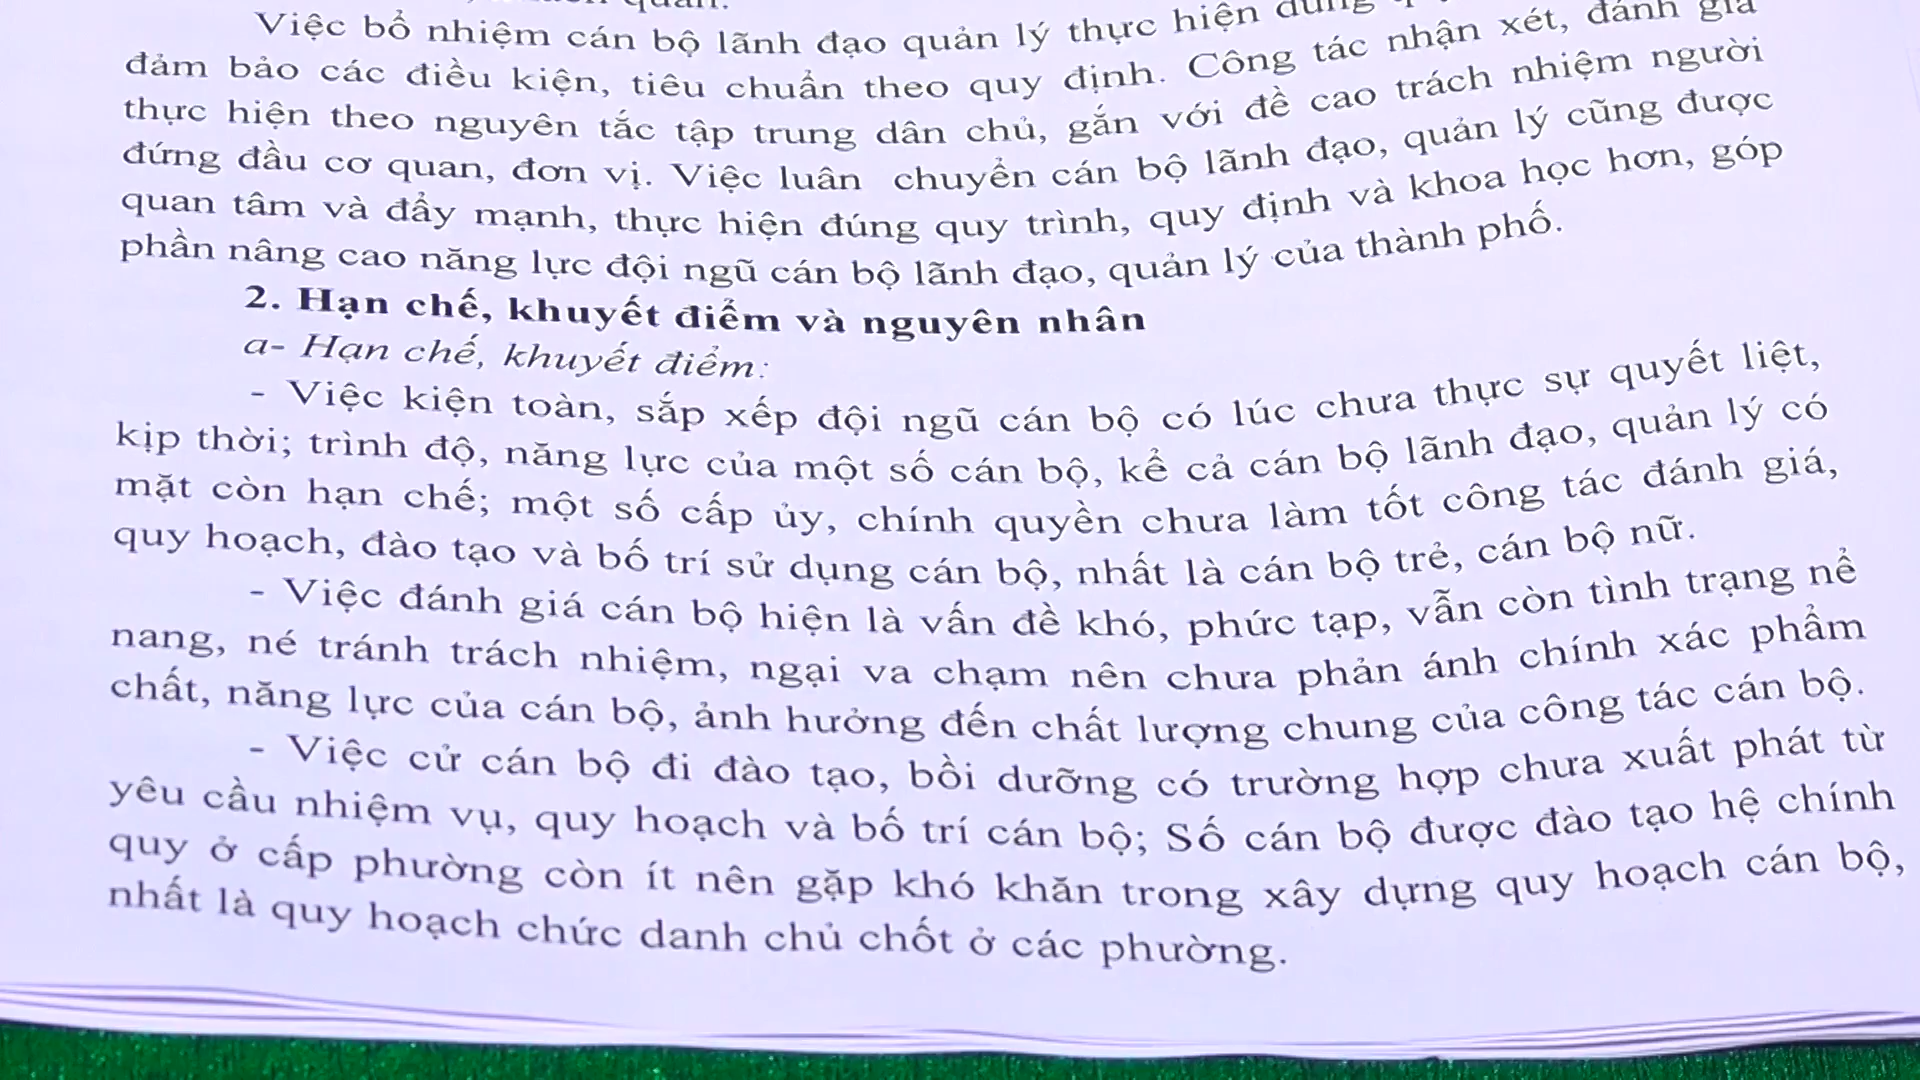 quan.
Việc bổ nhiệm cán bộ lãnh đạo quản lý thực hiện đúng
đảm bảo các điều kiện, tiêu chuẩn theo quy định. Công tác nhận xét, đánh giá
thực hiện theo nguyên tắc tập trung dân chủ, gắn với đề cao trách nhiệm người
đứng đầu cơ quan, đơn vị. Việc luân chuyển cán bộ lãnh đạo, quản lý cũng được
quan tâm và đẩy mạnh, thực hiện đúng quy trình, quy định và khoa học hơn, góp
phần nâng cao năng lực đội ngũ cán bộ lãnh đạo, quản lý của thành phố.
2. Hạn chế, khuyết điểm và nguyên nhân
a- Hạn chế, khuyết điểm:
- Việc kiện toàn, sắp xếp đội ngũ cán bộ có lúc chưa thực sự quyết liệt,
kịp thời; trình độ, năng lực của một số cán bộ, kể cả cán bộ lãnh đạo, quản lý có
mặt còn hạn chế; một số cấp ủy, chính quyền chưa làm tốt công tác đánh giá,
quy hoạch, đào tạo và bố trí sử dụng cán bộ, nhất là cán bộ trẻ, cán bộ nữ.
- Việc đánh giá cán bộ hiện là vấn đề khó, phức tạp, vẫn còn tình trạng nể
nang, né tránh trách nhiệm, ngại va chạm nên chưa phản ánh chính xác phẩm
chất, năng lực của cán bộ, ảnh hưởng đến chất lượng chung của công tác cán bộ.
- Việc cử cán bộ đi đào tạo, bồi dưỡng có trường hợp chưa xuất phát từ
yêu cầu nhiệm vụ, quy hoạch và bố trí cán bộ; Số cán bộ được đào tạo hệ chính
quy ở cấp phường còn ít nên gặp khó khăn trong xây dựng quy hoạch cán bộ,
nhất là quy hoạch chức danh chủ chốt ở các phường.